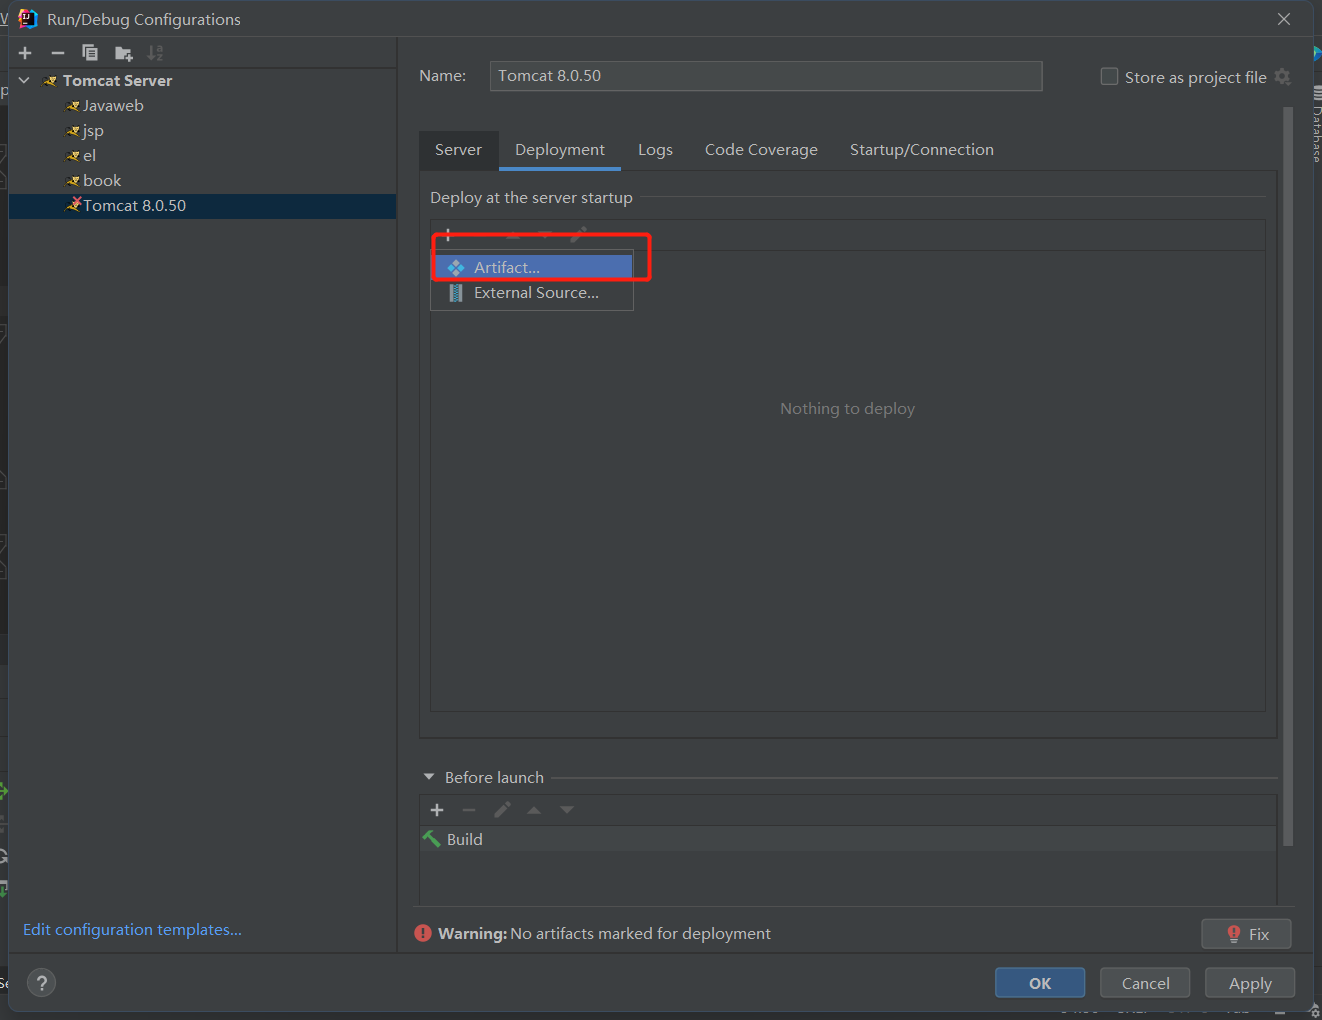 Run/Debug Configurations
Tomcat Server
Javaweb
jsp
el
book
Tomcat 8.0.50
Edit configuration templates...
Name:
Tomcat 8.0.50
Store as project file
Server
Deployment
Logs
Code Coverage
Startup/Connection
Deploy at the server startup
Artifact...
External Source...
Nothing to deploy
Before launch
Build
Warning: No artifacts marked for deployment
Fix
?
OK
Cancel
Apply
Database